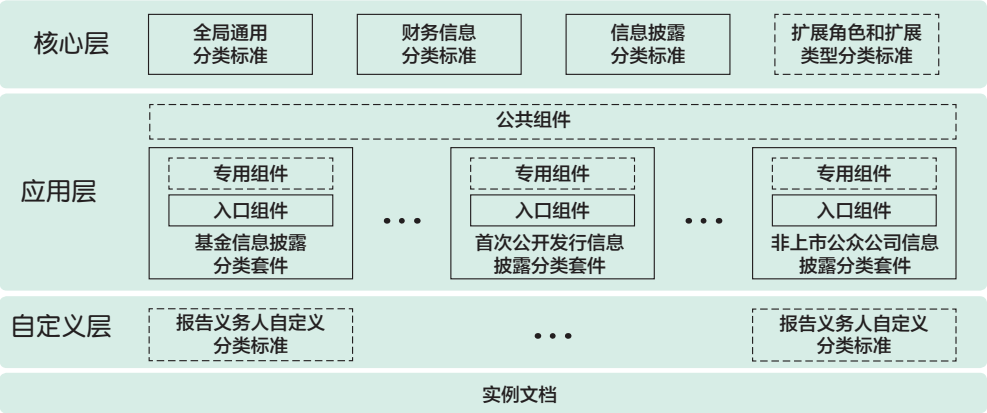 核心层
全局通用
分类标准
财务信息
分类标准
信息披露
分类标准
扩展角色和扩展
类型分类标准
应用层
公共组件
专用组件
入口组件
基金信息披露
分类套件
...
专用组件
入口组件
首次公开发行信息
披露分类套件
...
专用组件
入口组件
非上市公众公司信息
披露分类套件
自定义层
报告义务人自定义
分类标准
...
报告义务人自定义
分类标准
实例文档